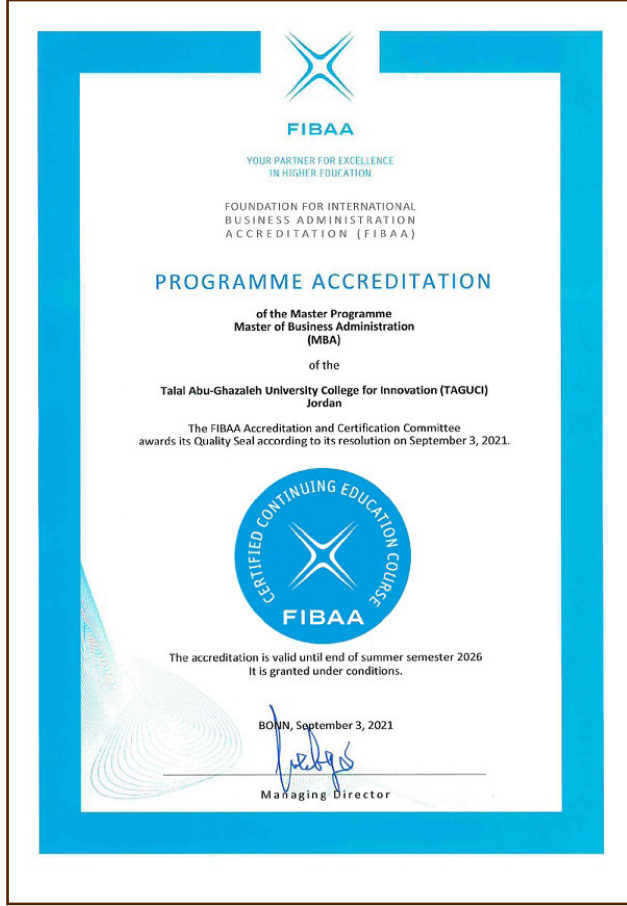 FIBAA
YOUR PARTNER FOR EXCELLENCE
IN HIGHER EDUCATION
FOUNDATION FOR INTERNATIONAL
BUSINESS ADMINISTRATION
ACCREDITATION (FIBAA)
PROGRAMME ACCREDITATION
of the Master Programme
Master of Business Administration
(MBA)
of the
Talal Abu-Ghazaleh University College for Innovation (TAGUCI)
Jordan
The FIBAA Accreditation and Certification Committee
awards its Quality Seal according to its resolution on September 3, 2021.
CERTIFIED CONTINUING EDUCATION COURSE
FIBAA
The accreditation is valid until end of summer semester 2026
It is granted under conditions.
BONN, September 3, 2021
Managing Director